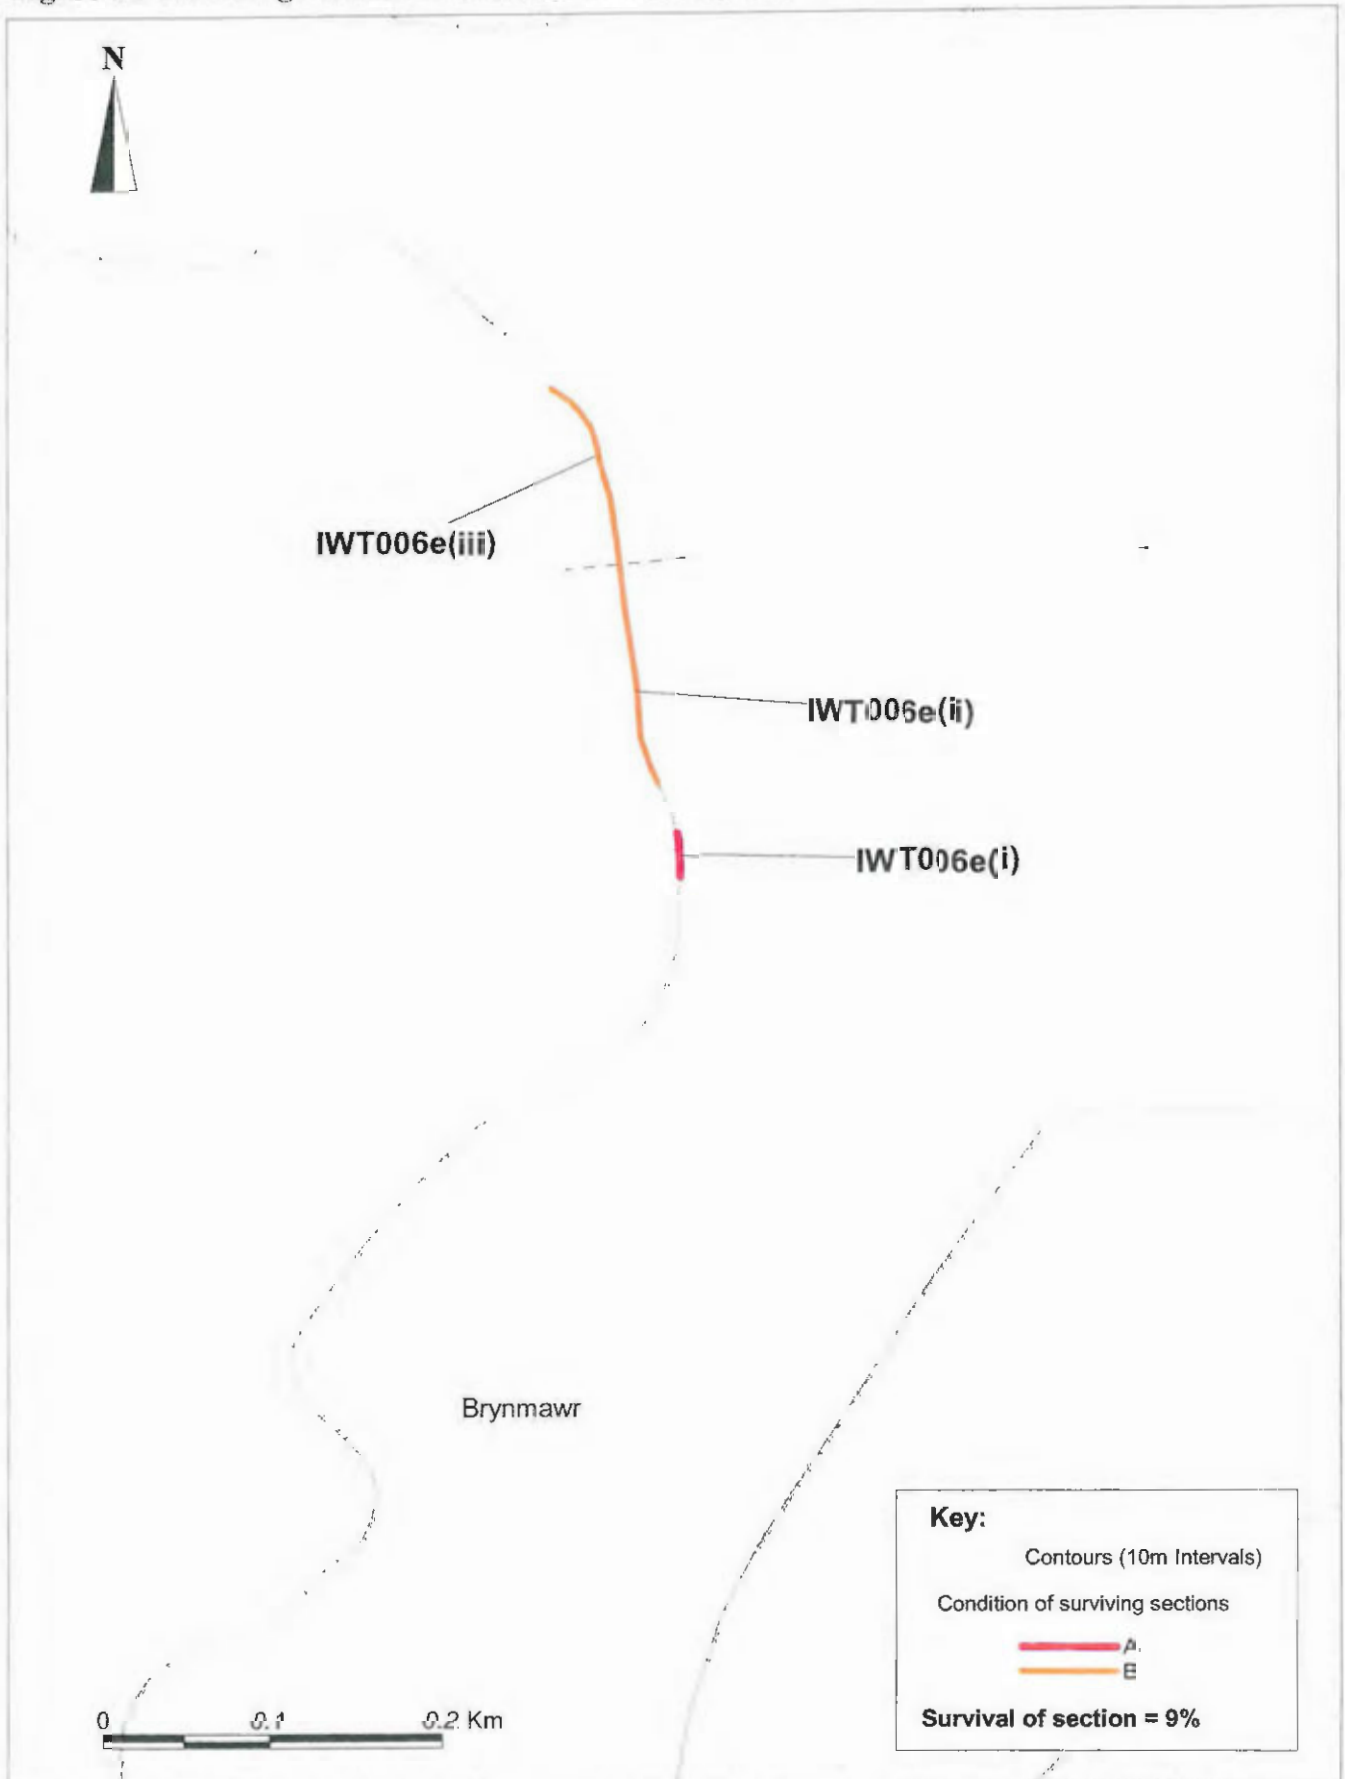 N
IWT006e(iii)
IWT006e(ii)
IWT006e(i)
Brynmawr
Key:
Contours (10m Intervals)
Condition of surviving sections
A
B
Survival of section = 9%
0 0.1 0.2 Km